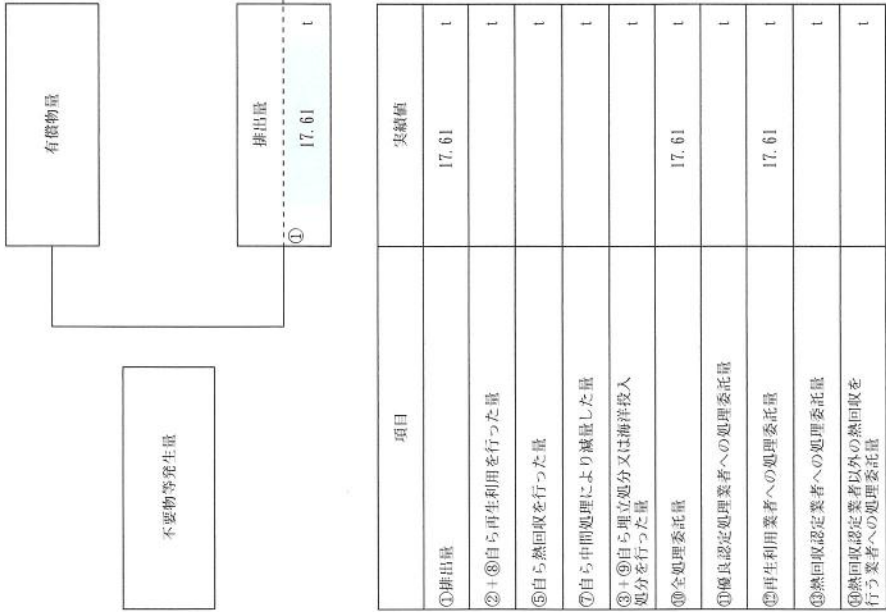 有償物量
不要物等発生量
排出量
①
17.61 t
項目 実績値
①排出量 17.61 t
②+⑧自ら再生利用を行った量 t
⑤自ら熱回収を行った量 t
⑦自ら中間処理により減量した量 t
③+⑨自ら埋立処分又は海洋投入
処分を行った量 t
⑩全処理委託量 17.61 t
⑪優良認定処理業者への処理委託量 t
⑫再生利用業者への処理委託量 17.61 t
⑬熱回収認定業者への処理委託量 t
⑭熱回収認定業者以外の熱回収を
行う業者への処理委託量 t